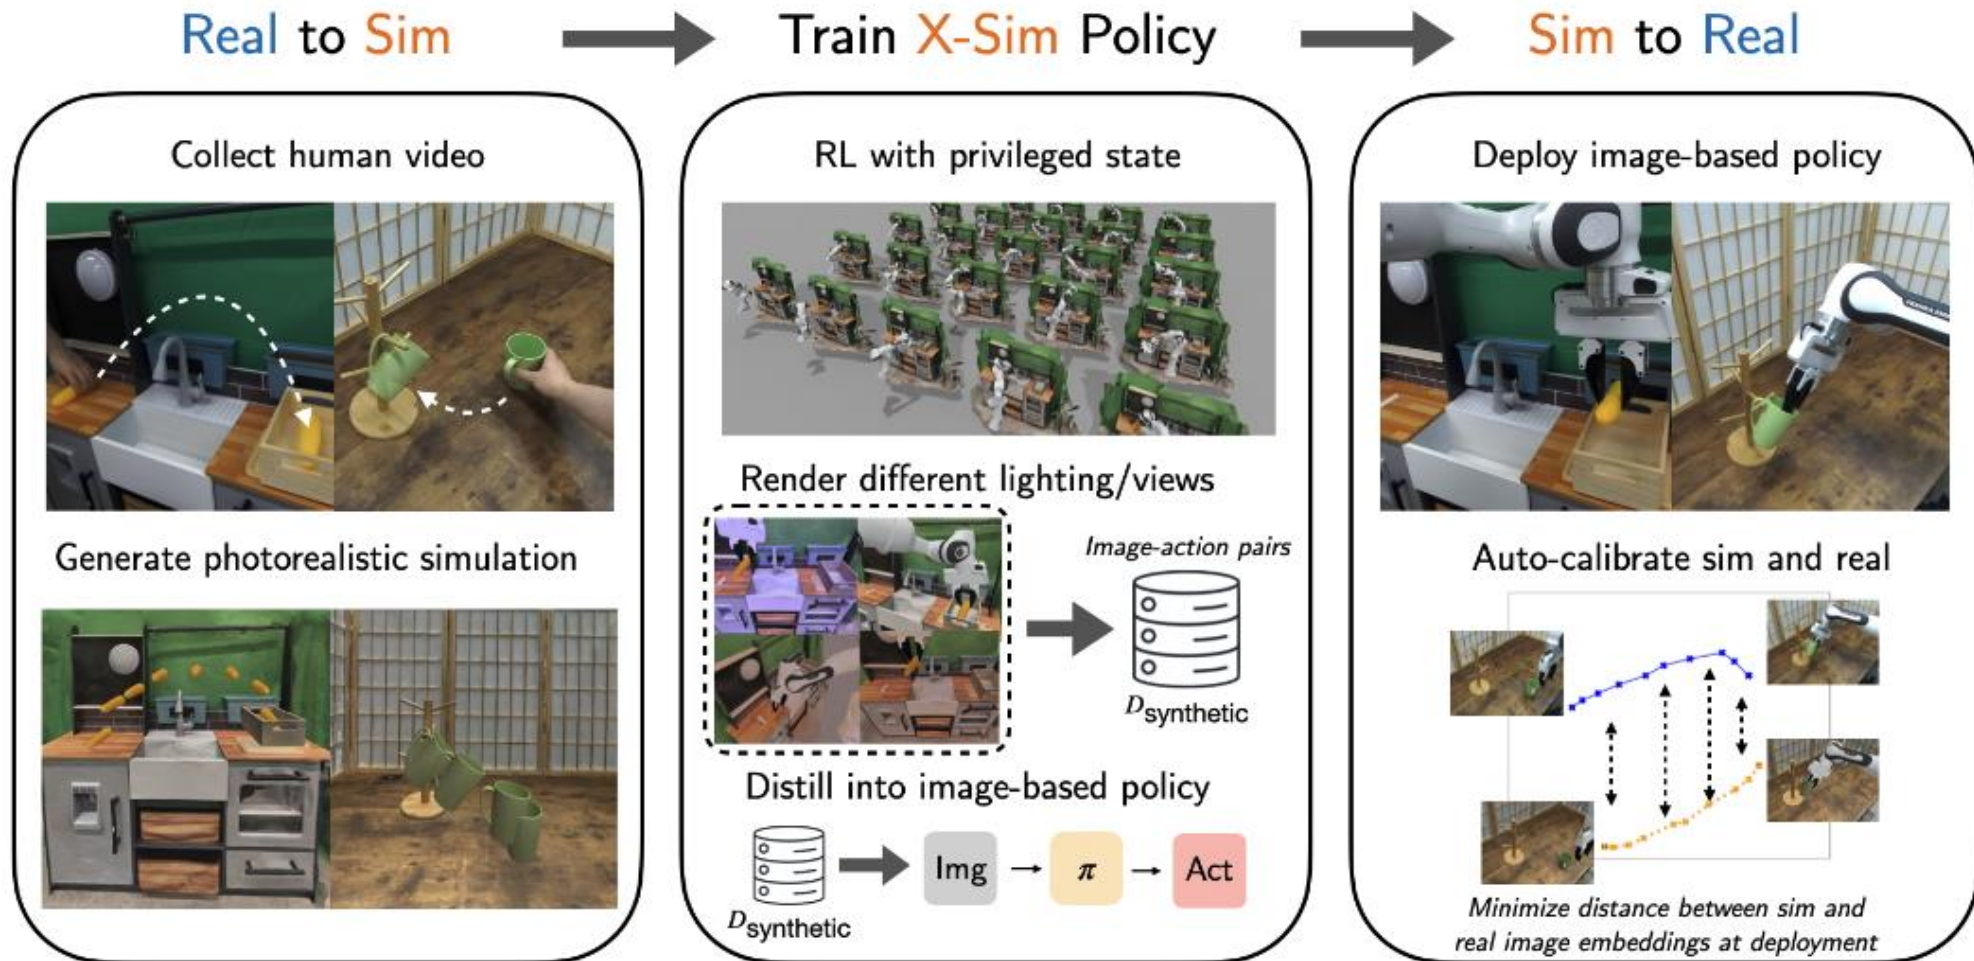 Real to Sim
Train X-Sim Policy
Sim to Real
Collect human video
Generate photorealistic simulation
RL with privileged state
Render different lighting/views
Image-action pairs
D synthetic
Distill into image-based policy
D synthetic
Img
π
Act
Deploy image-based policy
Auto-calibrate sim and real
Minimize distance between sim and
real image embeddings at deployment